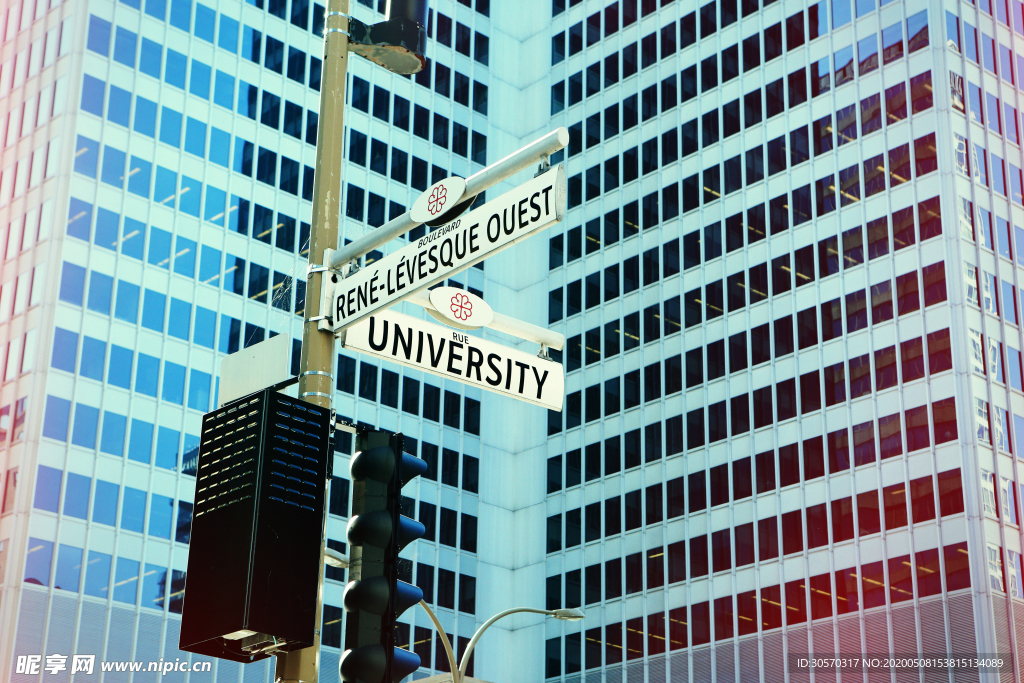 BOULEVARD
RENÉ-LÉVESQUE OUEST
RUE
UNIVERSITY
昵享网 www.nipic.cn
ID:30570317 NO:20200508153815134089